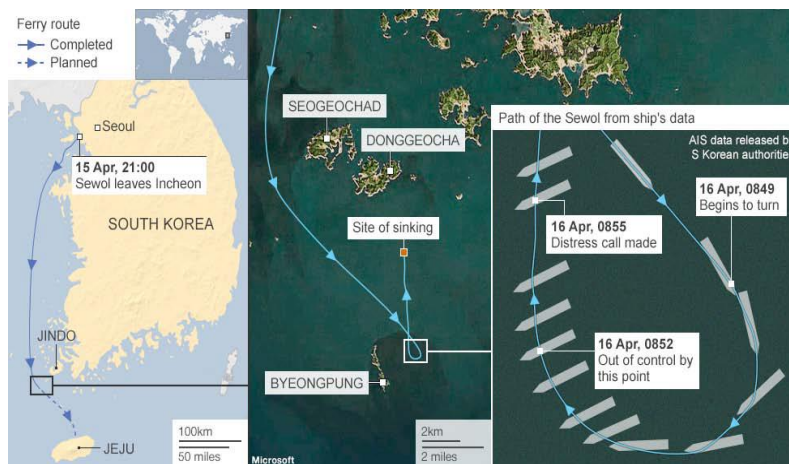 Ferry route
Completed
Planned
Seoul
15 Apr, 21:00
Sewol leaves Incheon
SOUTH KOREA
JINDO
JEJU
100km
50 miles
SEOGEOCHAD
DONGGEOCHA
Site of sinking
BYEONGPUNG
2km
2 miles
Microsoft
Path of the Sewol from ship's data
AIS data released b
S Korean authoritie
16 Apr, 0849
Begins to turn
16 Apr, 0855
Distress call made
16 Apr, 0852
Out of control by
this point